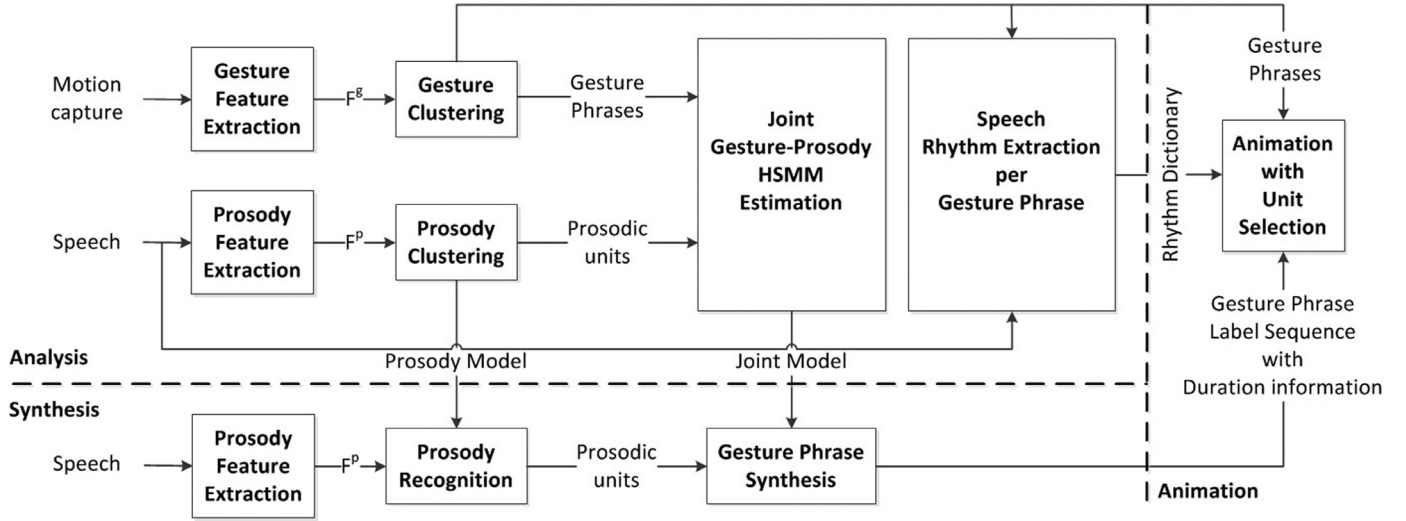 Motion
capture
Gesture
Feature
Extraction
F^g
Gesture
Clustering
Gesture
Phrases
Joint
Gesture-Prosody
HSMM
Estimation
Speech
Rhythm Extraction
per
Gesture Phrase
Rhythm Dictionary
Gesture
Phrases
Animation
with
Unit
Selection
Speech
Prosody
Feature
Extraction
F^p
Prosody
Clustering
Prosodic
units
Gesture Phrase
Label Sequence
with
Duration information
Analysis
Prosody Model
Joint Model
Synthesis
Speech
Prosody
Feature
Extraction
F^p
Prosody
Recognition
Prosodic
units
Gesture Phrase
Synthesis
Animation